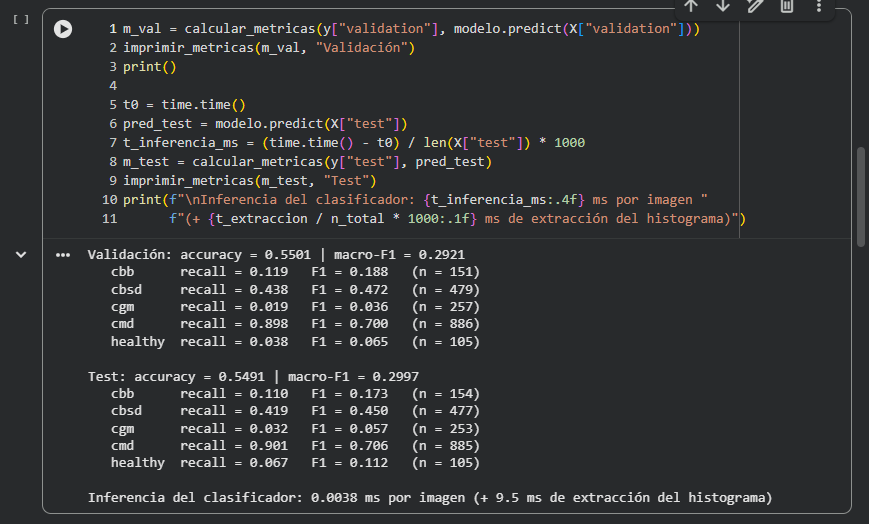 [ ]
1 m_val = calcular_metricas(y["validation"], modelo.predict(X["validation"]))
2 imprimir_metricas(m_val, "Validación")
3 print()
4
5 t0 = time.time()
6 pred_test = modelo.predict(X["test"])
7 t_inferencia_ms = (time.time() - t0) / len(X["test"]) * 1000
8 m_test = calcular_metricas(y["test"], pred_test)
9 imprimir_metricas(m_test, "Test")
10 print(f"\nInferencia del clasificador: {t_inferencia_ms:.4f} ms por imagen "
11       f"(+ {t_extraccion / n_total * 1000:.1f} ms de extracción del histograma)")
Validación: accuracy = 0.5501 | macro-F1 = 0.2921
   cbb      recall = 0.119   F1 = 0.188   (n = 151)
   cbsd     recall = 0.438   F1 = 0.472   (n = 479)
   cgm      recall = 0.019   F1 = 0.036   (n = 257)
   cmd      recall = 0.898   F1 = 0.700   (n = 886)
   healthy  recall = 0.038   F1 = 0.065   (n = 105)
Test: accuracy = 0.5491 | macro-F1 = 0.2997
   cbb      recall = 0.110   F1 = 0.173   (n = 154)
   cbsd     recall = 0.419   F1 = 0.450   (n = 477)
   cgm      recall = 0.032   F1 = 0.057   (n = 253)
   cmd      recall = 0.901   F1 = 0.706   (n = 885)
   healthy  recall = 0.067   F1 = 0.112   (n = 105)
Inferencia del clasificador: 0.0038 ms por imagen (+ 9.5 ms de extracción del histograma)